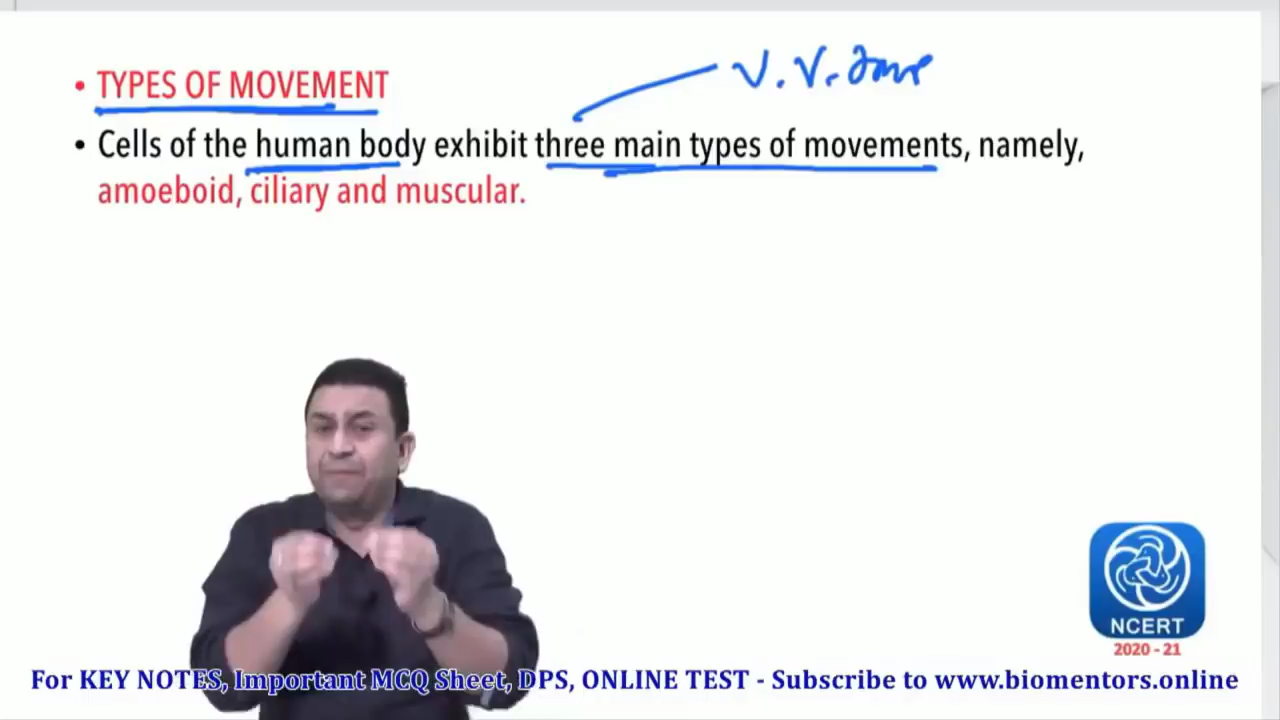 • TYPES OF MOVEMENT
V. V. Imp
• Cells of the human body exhibit three main types of movements, namely,
amoeboid, ciliary and muscular.
NCERT
2020 - 21
For KEY NOTES, Important MCQ Sheet, DPS, ONLINE TEST - Subscribe to www.biomentors.online